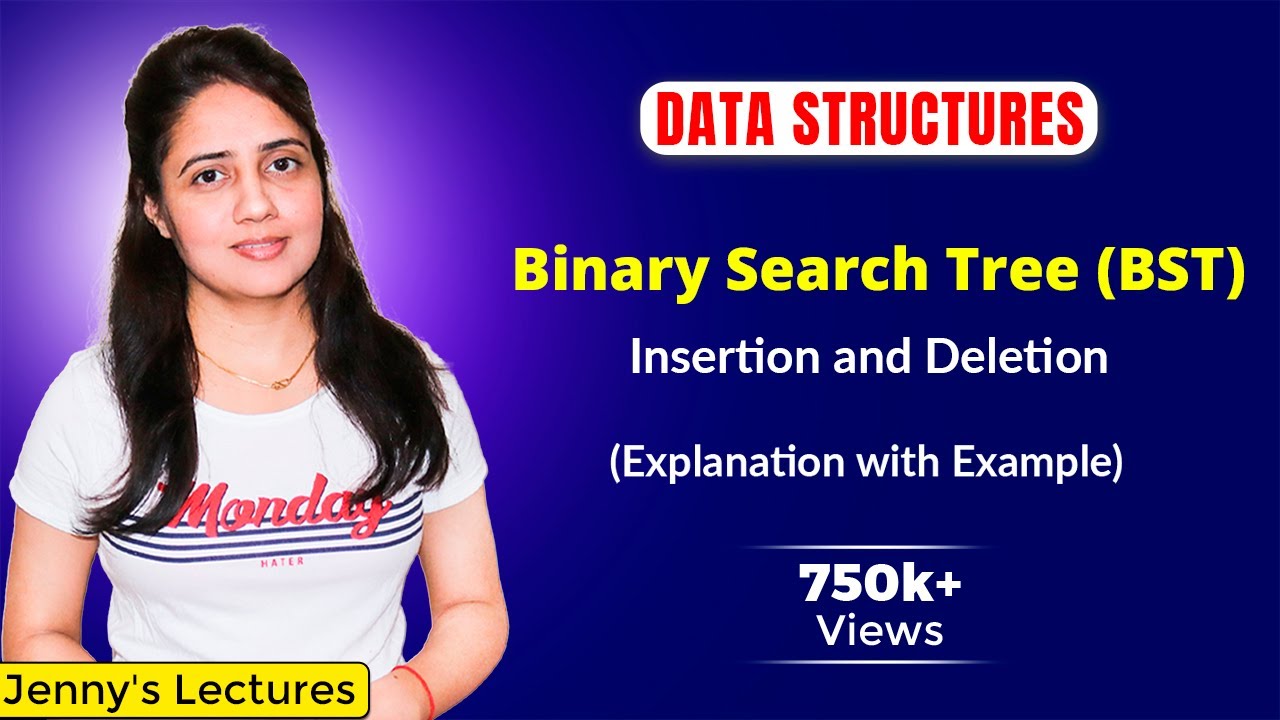 DATA STRUCTURES
Binary Search Tree (BST)
Insertion and Deletion
(Explanation with Example)
750k+
Views
Monday
HATER
Jenny's Lectures